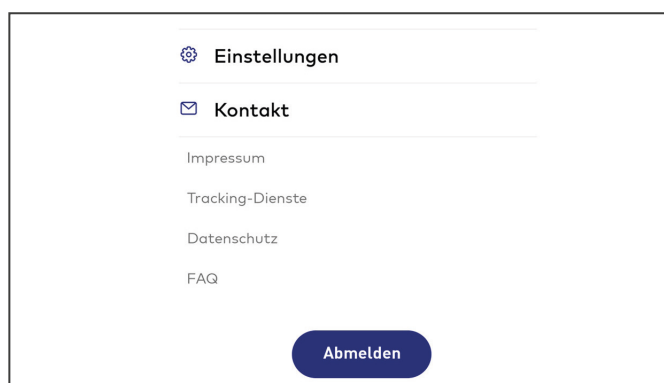 Einstellungen
Kontakt
Impressum
Tracking-Dienste
Datenschutz
FAQ
Abmelden